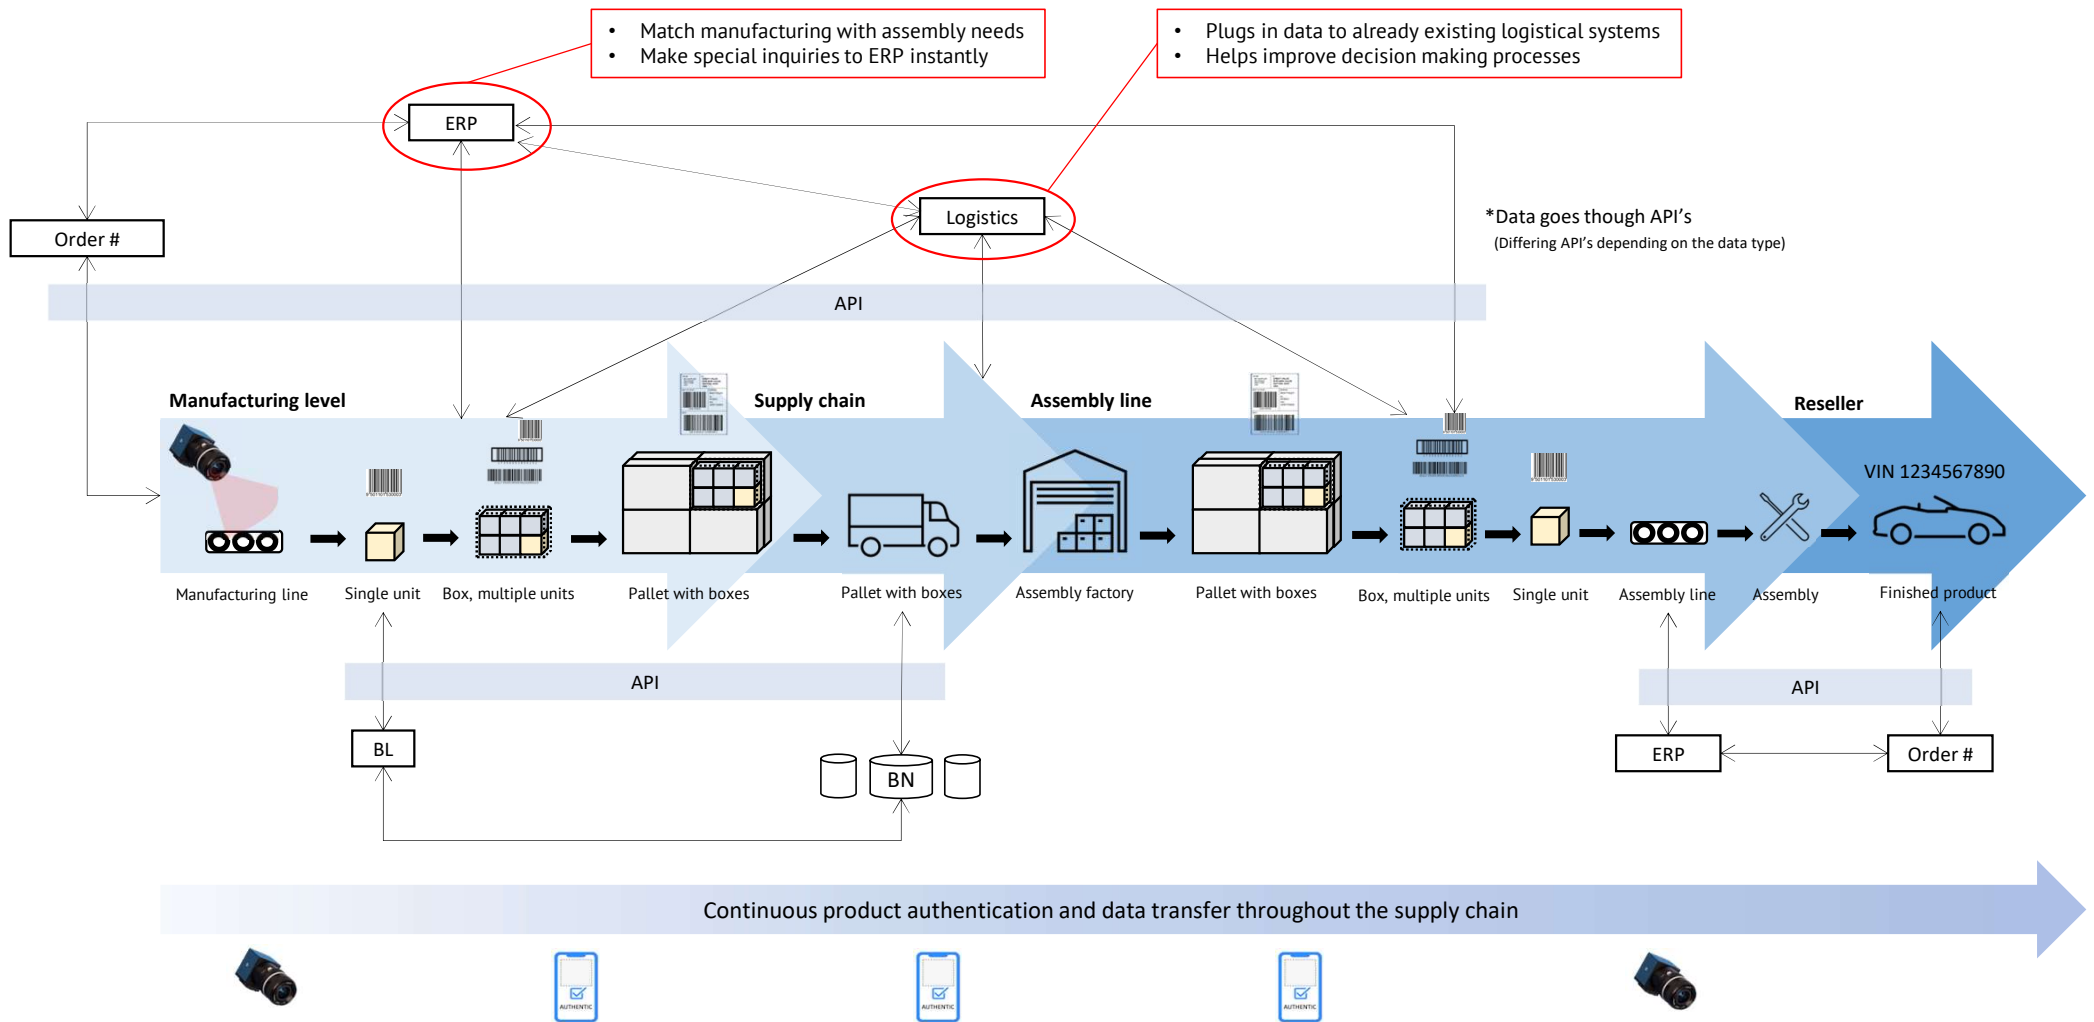 • Match manufacturing with assembly needs
• Make special inquiries to ERP instantly
• Plugs in data to already existing logistical systems
• Helps improve decision making processes
ERP
Logistics
Order #
*Data goes though API's
(Differing API's depending on the data type)
API
Manufacturing level
Supply chain
Assembly line
Reseller
VIN 1234567890
Manufacturing line
Single unit
Box, multiple units
Pallet with boxes
Pallet with boxes
Assembly factory
Pallet with boxes
Box, multiple units
Single unit
Assembly line
Assembly
Finished product
API
API
BL
BN
ERP
Order #
Continuous product authentication and data transfer throughout the supply chain
AUTHENTIC
AUTHENTIC
AUTHENTIC